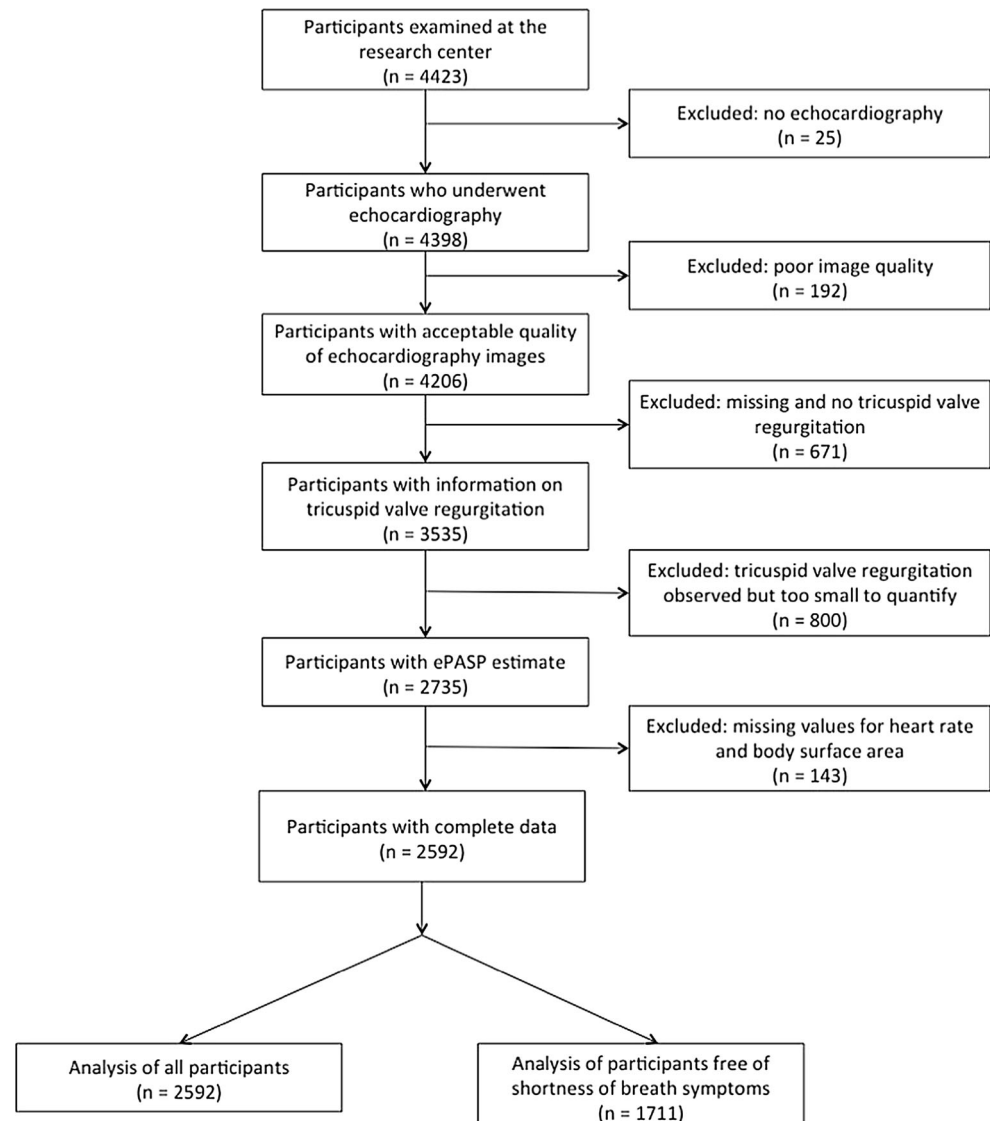 Participants examined at the
research center
(n = 4423)
Excluded: no echocardiography
(n = 25)
Participants who underwent
echocardiography
(n = 4398)
Excluded: poor image quality
(n = 192)
Participants with acceptable quality
of echocardiography images
(n = 4206)
Excluded: missing and no tricuspid valve
regurgitation
(n = 671)
Participants with information on
tricuspid valve regurgitation
(n = 3535)
Excluded: tricuspid valve regurgitation
observed but too small to quantify
(n = 800)
Participants with ePASP estimate
(n = 2735)
Excluded: missing values for heart rate
and body surface area
(n = 143)
Participants with complete data
(n = 2592)
Analysis of all participants
(n = 2592)
Analysis of participants free of
shortness of breath symptoms
(n = 1711)